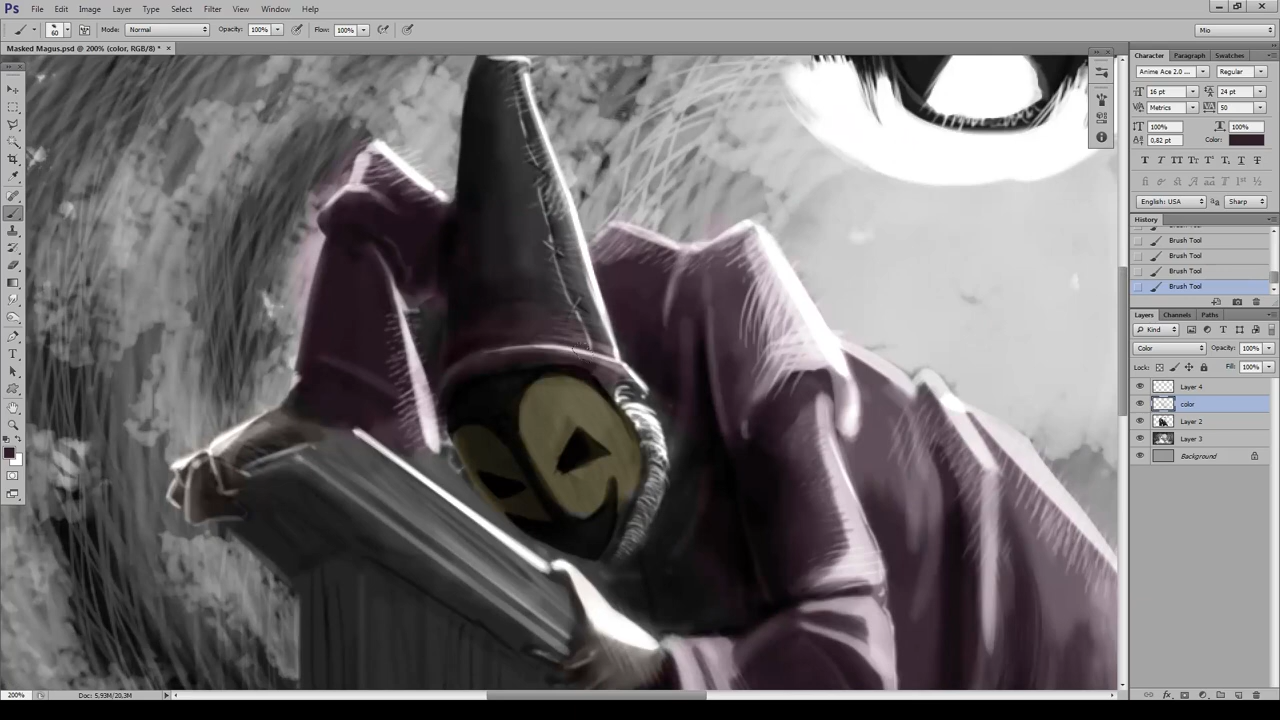 Ps File Edit Image Layer Type Select Filter View Window Help
60 Mode: Normal Opacity: 100% Flow: 100% Mio
Masked Magus.psd @ 200% (color, RGB/8) * ×
Character Paragraph Swatches
Anime Ace 2.0 ... Regular
16 pt 24 pt
Metrics 50
100% 100%
0,82 pt Color:
English: USA Sharp
History
Brush Tool
Brush Tool
Brush Tool
Brush Tool
Layers Channels Paths
Kind
Color Opacity: 100%
Lock: Fill: 100%
Layer 4
color
Layer 2
Layer 3
Background
200% Doc: 5,93M/20,3M